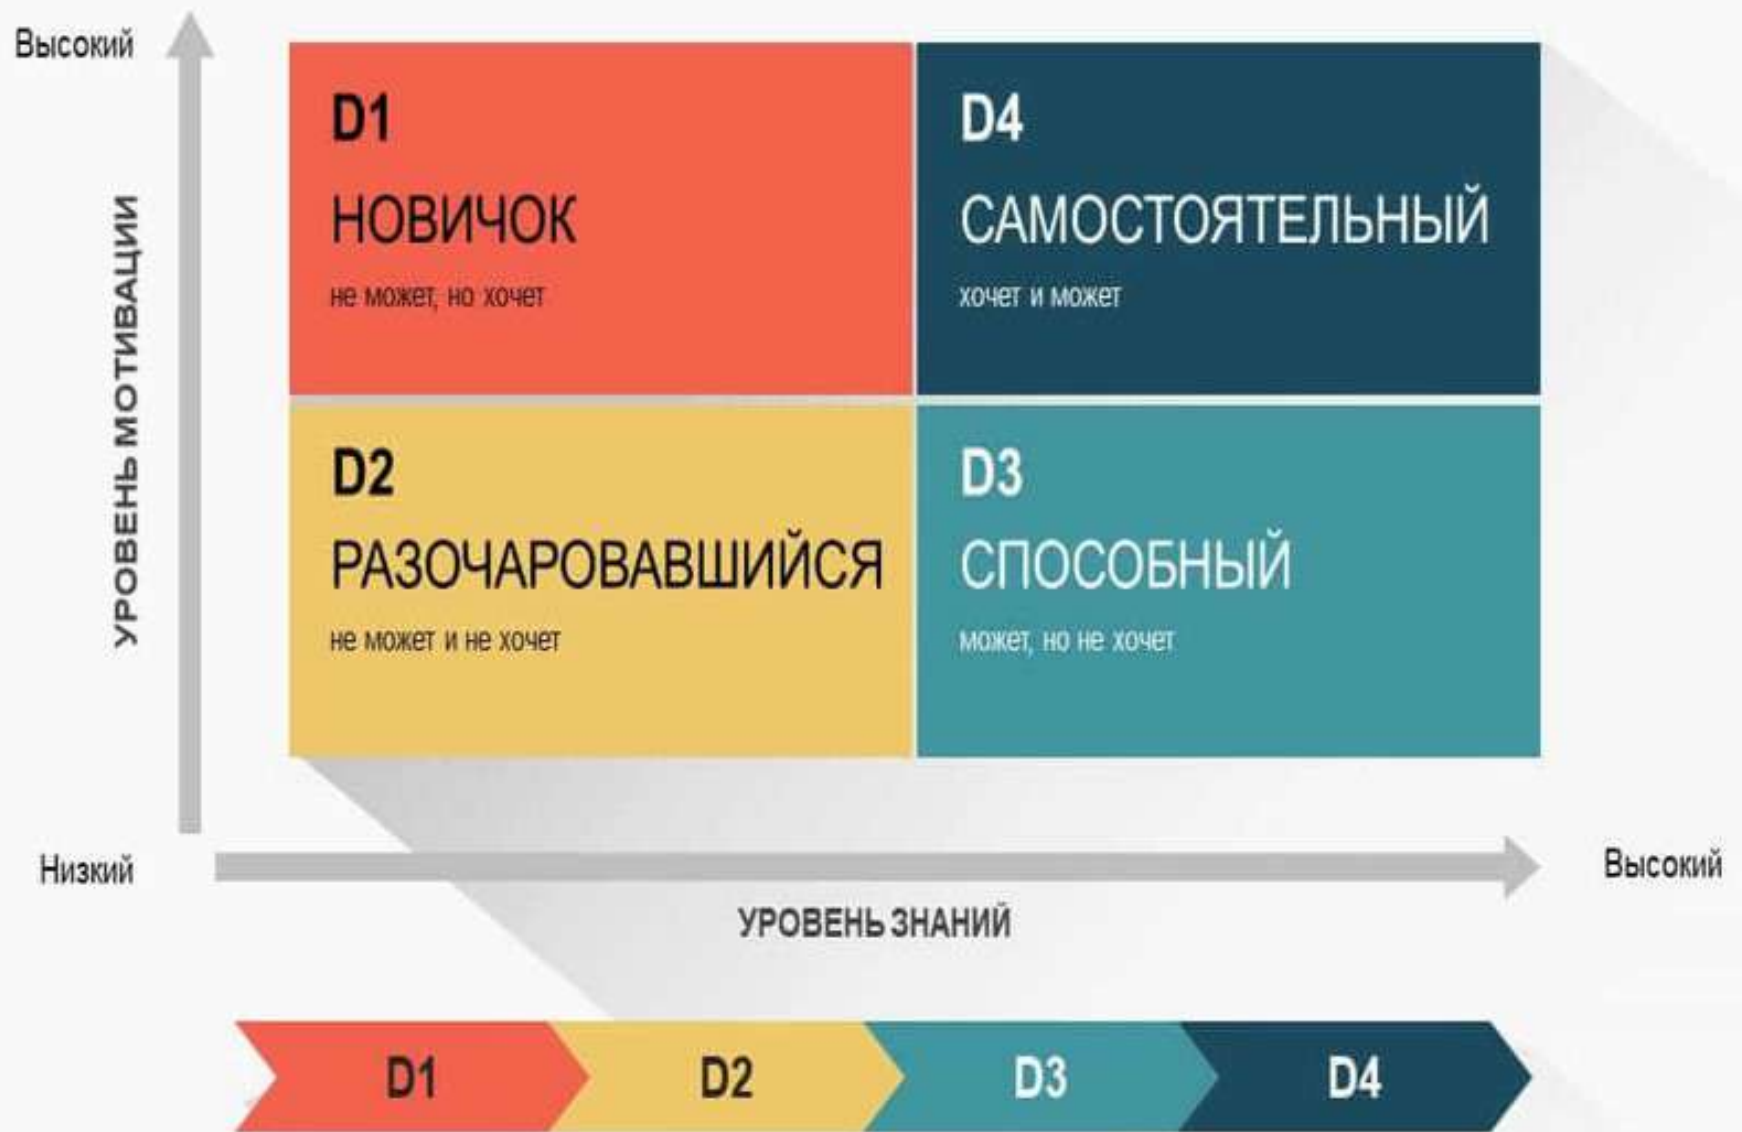 Высокий
УРОВЕНЬ МОТИВАЦИИ
D1
НОВИЧОК
не может, но хочет
D4
САМОСТОЯТЕЛЬНЫЙ
хочет и может
D2
РАЗОЧАРОВАВШИЙСЯ
не может и не хочет
D3
СПОСОБНЫЙ
может, но не хочет
Низкий
Высокий
УРОВЕНЬ ЗНАНИЙ
D1
D2
D3
D4